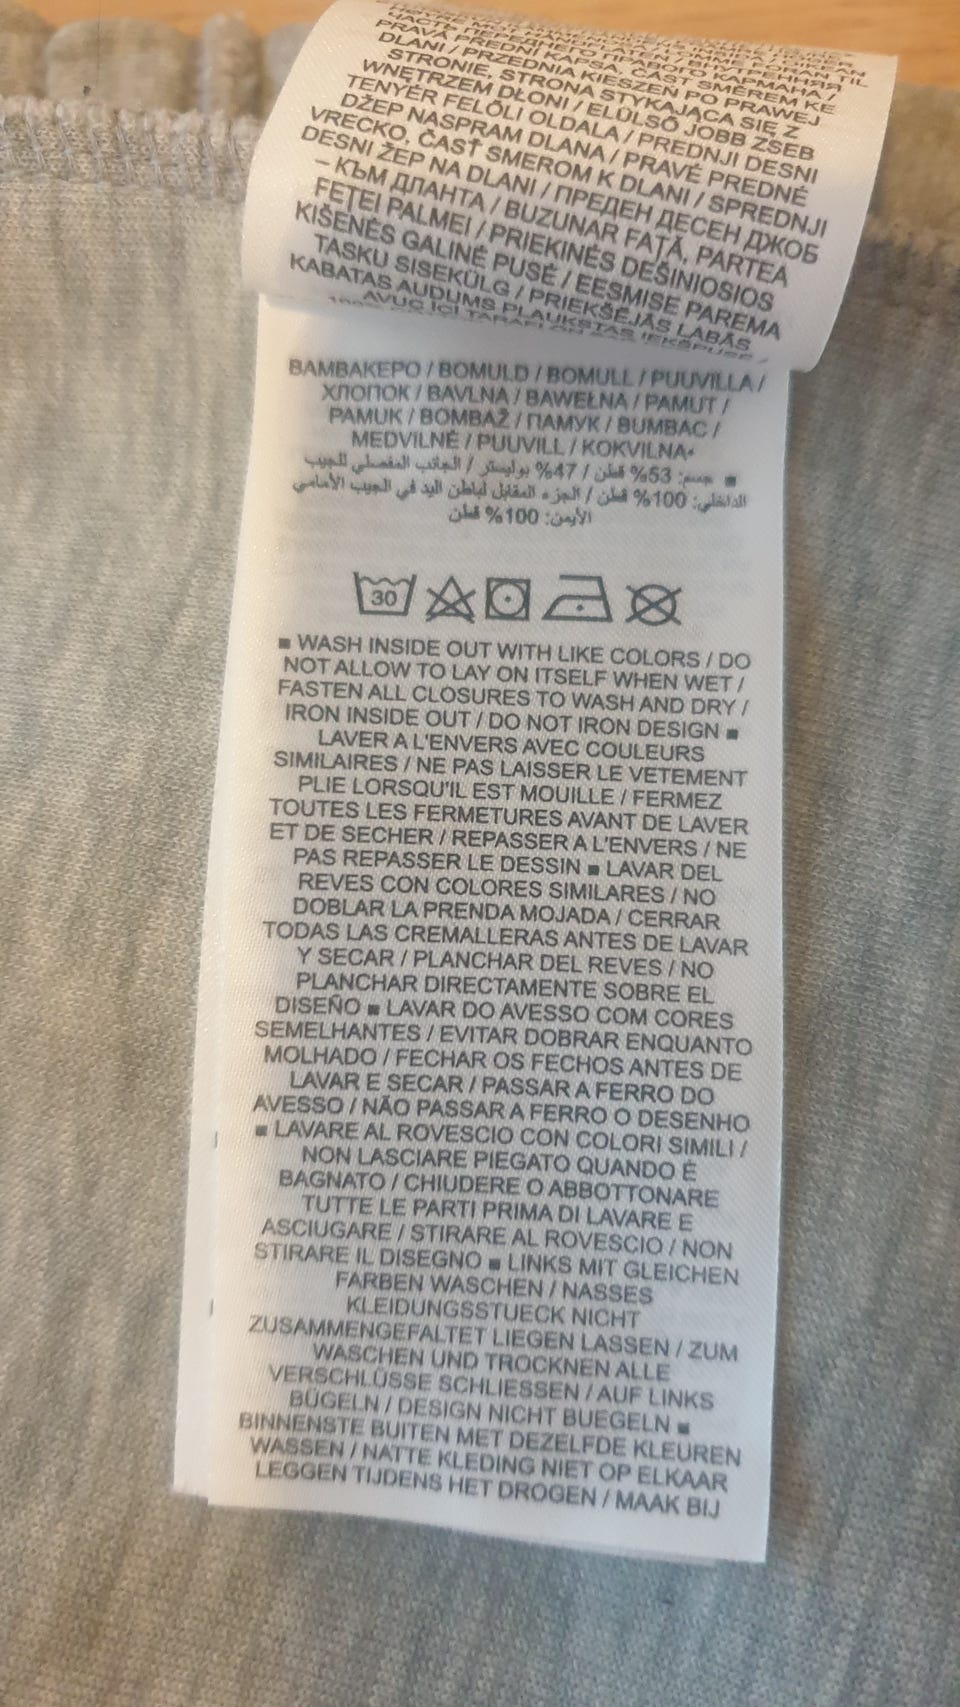 ЧАСТЬ ПЕРЕДНЕГО ПРАВОГО КАРМАНА /
PRAVÁ PŘEDNÍ KAPSA, ČÁST SMĚREM KE
DLANI / PRZEDNIA KIESZEŃ PO PRAWEJ
STRONIE, STRONA STYKAJĄCA SIĘ Z
WNĘTRZEM DŁONI / ELÜLSŐ JOBB ZSEB
TENYÉR FELŐLI OLDALA / PREDNJI DESNI
DŽEP NASPRAM DLANA / PRAVÉ PREDNÉ
VRECKO, ČASŤ SMEROM K DLANI / SPREDNJI
DESNI ŽEP NA DLANI / ПРЕДЕН ДЕСЕН ДЖОБ
– КЪМ ДЛАНТА / BUZUNAR FAȚĂ, PARTEA
FEȚEI PALMEI / PRIEKINĖS DEŠINIOSIOS
KIŠENĖS GALINĖ PUSĖ / EESMISE PAREMA
TASKU SISEKÜLG / PRIEKŠĒJĀS LABĀS
KABATAS AUDUMS PLAUKSTAS IEKŠPUSĒ /
ΒΑΜΒΑΚΕΡΟ / BOMULD / BOMULL / PUUVILLA /
ХЛОПОК / BAVLNA / BAWEŁNA / PAMUT /
PAMUK / BOMBAŽ / ПАМУК / BUMBAC /
MEDVILNĖ / PUUVILL / KOKVILNA
■ جسم: 53% قطن / 47% بوليستر / الجانب المفصلي للجيب
الداخلي: 100% قطن / الجزء المقابل لباطن اليد في الجيب الأمامي
الأيمن: 100% قطن
30
■ WASH INSIDE OUT WITH LIKE COLORS / DO
NOT ALLOW TO LAY ON ITSELF WHEN WET /
FASTEN ALL CLOSURES TO WASH AND DRY /
IRON INSIDE OUT / DO NOT IRON DESIGN ■
LAVER A L'ENVERS AVEC COULEURS
SIMILAIRES / NE PAS LAISSER LE VETEMENT
PLIE LORSQU'IL EST MOUILLE / FERMEZ
TOUTES LES FERMETURES AVANT DE LAVER
ET DE SECHER / REPASSER A L'ENVERS / NE
PAS REPASSER LE DESSIN ■ LAVAR DEL
REVES CON COLORES SIMILARES / NO
DOBLAR LA PRENDA MOJADA / CERRAR
TODAS LAS CREMALLERAS ANTES DE LAVAR
Y SECAR / PLANCHAR DEL REVES / NO
PLANCHAR DIRECTAMENTE SOBRE EL
DISEÑO ■ LAVAR DO AVESSO COM CORES
SEMELHANTES / EVITAR DOBRAR ENQUANTO
MOLHADO / FECHAR OS FECHOS ANTES DE
LAVAR E SECAR / PASSAR A FERRO DO
AVESSO / NÃO PASSAR A FERRO O DESENHO
■ LAVARE AL ROVESCIO CON COLORI SIMILI /
NON LASCIARE PIEGATO QUANDO È
BAGNATO / CHIUDERE O ABBOTTONARE
TUTTE LE PARTI PRIMA DI LAVARE E
ASCIUGARE / STIRARE AL ROVESCIO / NON
STIRARE IL DISEGNO ■ LINKS MIT GLEICHEN
FARBEN WASCHEN / NASSES
KLEIDUNGSSTUECK NICHT
ZUSAMMENGEFALTET LIEGEN LASSEN / ZUM
WASCHEN UND TROCKNEN ALLE
VERSCHLÜSSE SCHLIESSEN / AUF LINKS
BÜGELN / DESIGN NICHT BUEGELN ■
BINNENSTE BUITEN MET DEZELFDE KLEUREN
WASSEN / NATTE KLEDING NIET OP ELKAAR
LEGGEN TIJDENS HET DROGEN / MAAK BIJ